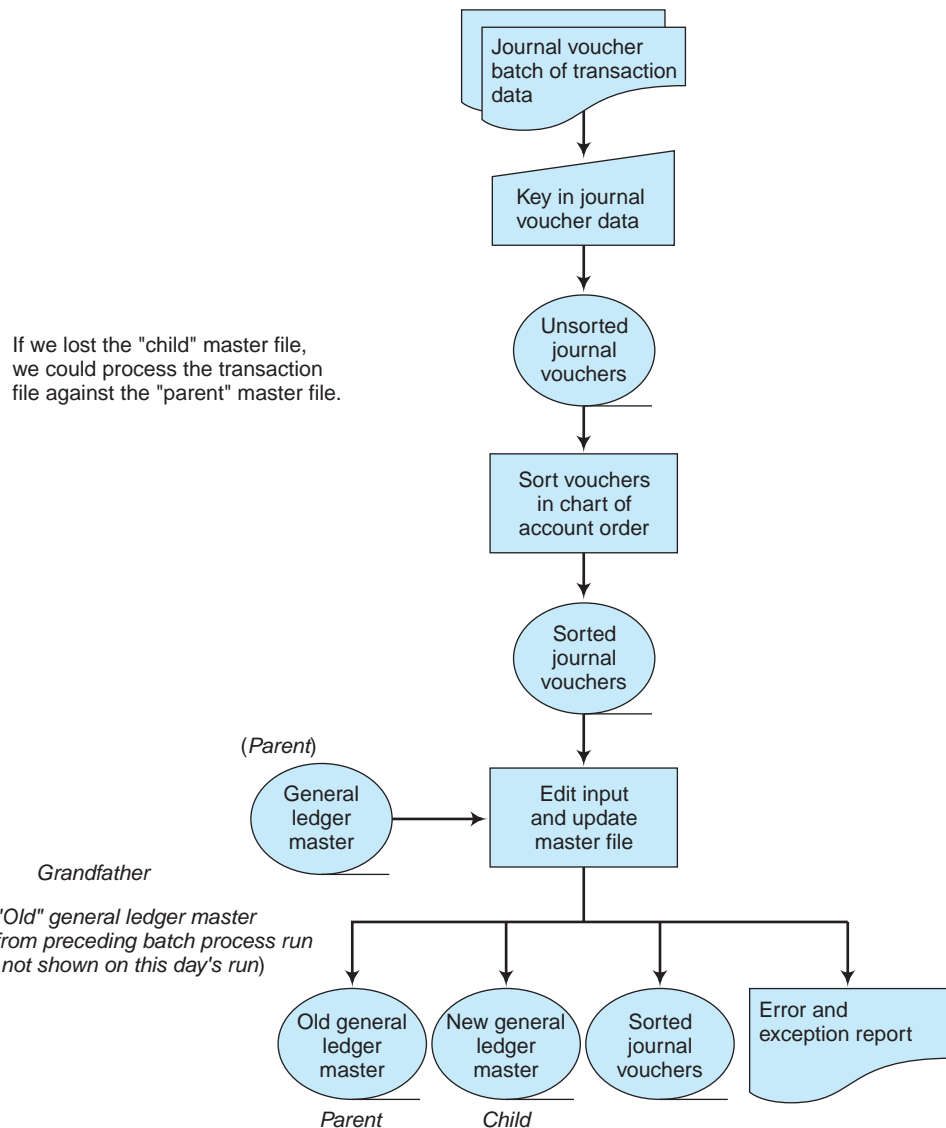 Journal voucher
batch of transaction
data
Key in journal
voucher data
Unsorted
journal
vouchers
If we lost the "child" master file,
we could process the transaction
file against the "parent" master file.
Sort vouchers
in chart of
account order
Sorted
journal
vouchers
(Parent)
General
ledger
master
Edit input
and update
master file
Grandfather
"Old" general ledger master
from preceding batch process run
not shown on this day's run)
Old general
ledger
master
New general
ledger
master
Sorted
journal
vouchers
Error and
exception report
Parent
Child